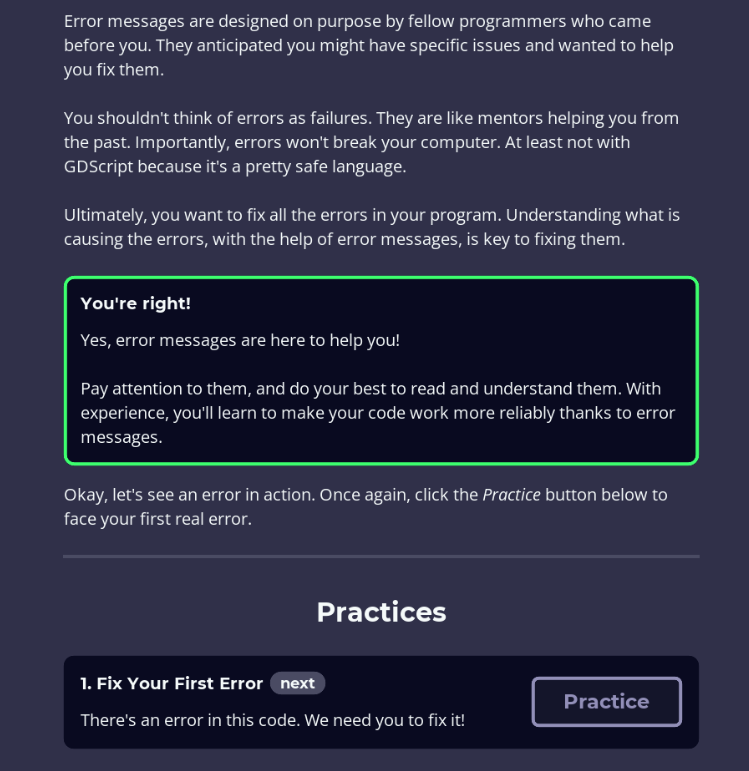 Error messages are designed on purpose by fellow programmers who came
before you. They anticipated you might have specific issues and wanted to help
you fix them.
You shouldn't think of errors as failures. They are like mentors helping you from
the past. Importantly, errors won't break your computer. At least not with
GDScript because it's a pretty safe language.
Ultimately, you want to fix all the errors in your program. Understanding what is
causing the errors, with the help of error messages, is key to fixing them.
You're right!
Yes, error messages are here to help you!
Pay attention to them, and do your best to read and understand them. With
experience, you'll learn to make your code work more reliably thanks to error
messages.
Okay, let's see an error in action. Once again, click the Practice button below to
face your first real error.
Practices
1. Fix Your First Error next
There's an error in this code. We need you to fix it!
Practice